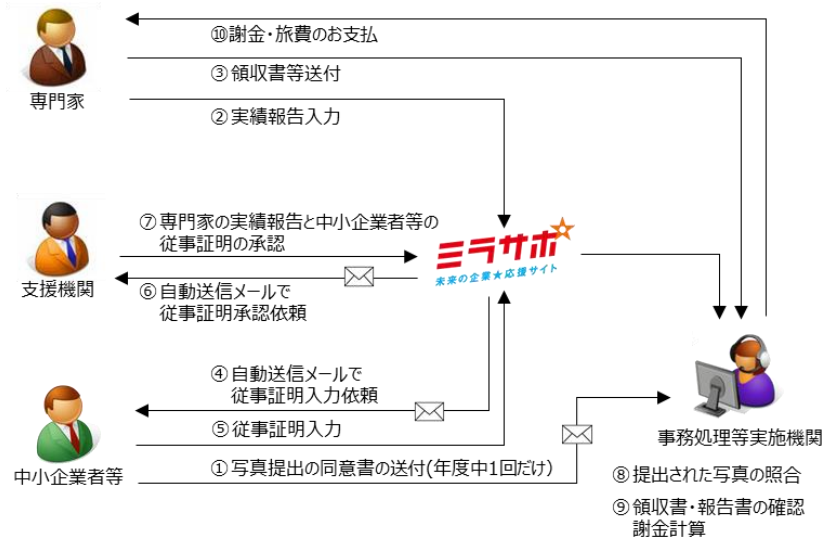 ⑩謝金・旅費のお支払
③領収書等送付
専門家
②実績報告入力
⑦専門家の実績報告と中小企業者等の
従事証明の承認
ミラサポ
未来の企業★応援サイト
支援機関
⑥自動送信メールで
従事証明承認依頼
④自動送信メールで
従事証明入力依頼
⑤従事証明入力
事務処理等実施機関
中小企業者等
①写真提出の同意書の送付(年度中1回だけ)
⑧提出された写真の照合
⑨領収書・報告書の確認
謝金計算